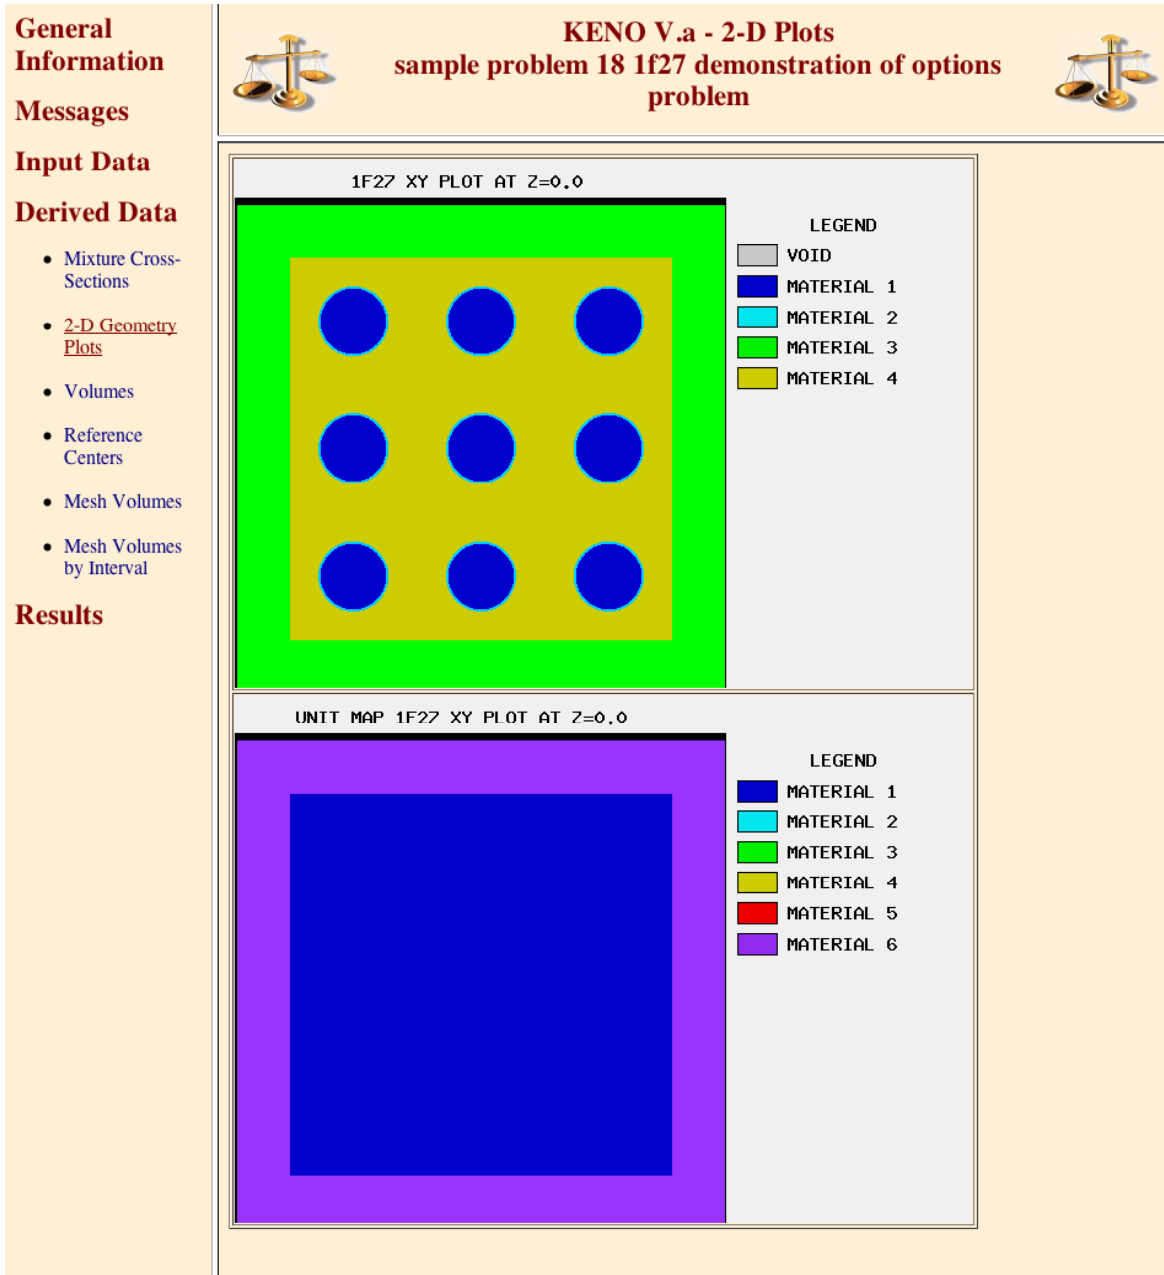 General
Information
Messages
Input Data
Derived Data
Mixture Cross-
Sections
2-D Geometry
Plots
Volumes
Reference
Centers
Mesh Volumes
Mesh Volumes
by Interval
Results
KENO V.a - 2-D Plots
sample problem 18 1f27 demonstration of options
problem
1F27 XY PLOT AT Z=0.0
LEGEND
VOID
MATERIAL 1
MATERIAL 2
MATERIAL 3
MATERIAL 4
UNIT MAP 1F27 XY PLOT AT Z=0.0
LEGEND
MATERIAL 1
MATERIAL 2
MATERIAL 3
MATERIAL 4
MATERIAL 5
MATERIAL 6